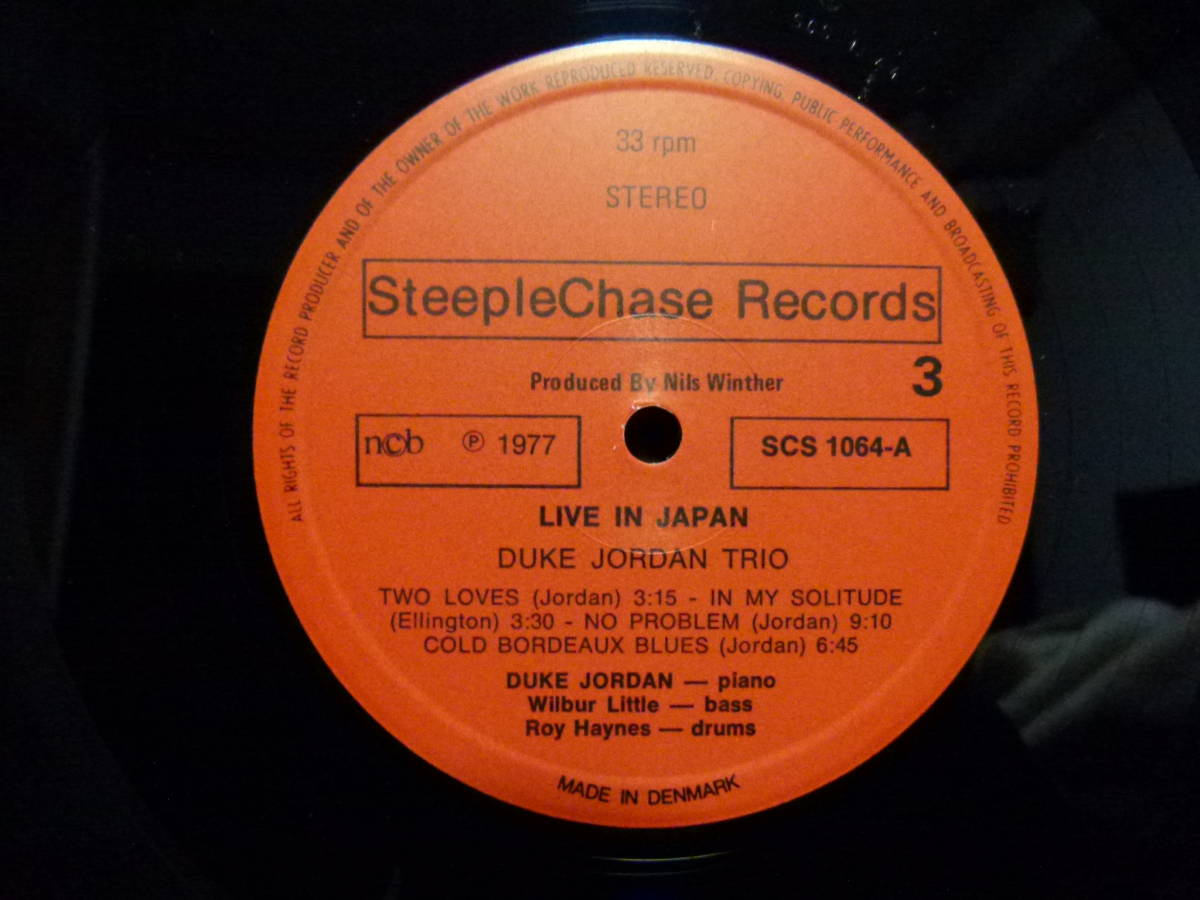 ALL RIGHTS OF THE RECORD PRODUCER AND OF THE OWNER OF THE WORK REPRODUCED RESERVED. COPYING, PUBLIC PERFORMANCE AND BROADCASTING OF THIS RECORD PROHIBITED
33 rpm
STEREO
SteepleChase Records
3
Produced By Nils Winther
n©b ℗ 1977
SCS 1064-A
LIVE IN JAPAN
DUKE JORDAN TRIO
TWO LOVES (Jordan) 3:15 - IN MY SOLITUDE
(Ellington) 3:30 - NO PROBLEM (Jordan) 9:10
COLD BORDEAUX BLUES (Jordan) 6:45
DUKE JORDAN — piano
Wilbur Little — bass
Roy Haynes — drums
MADE IN DENMARK